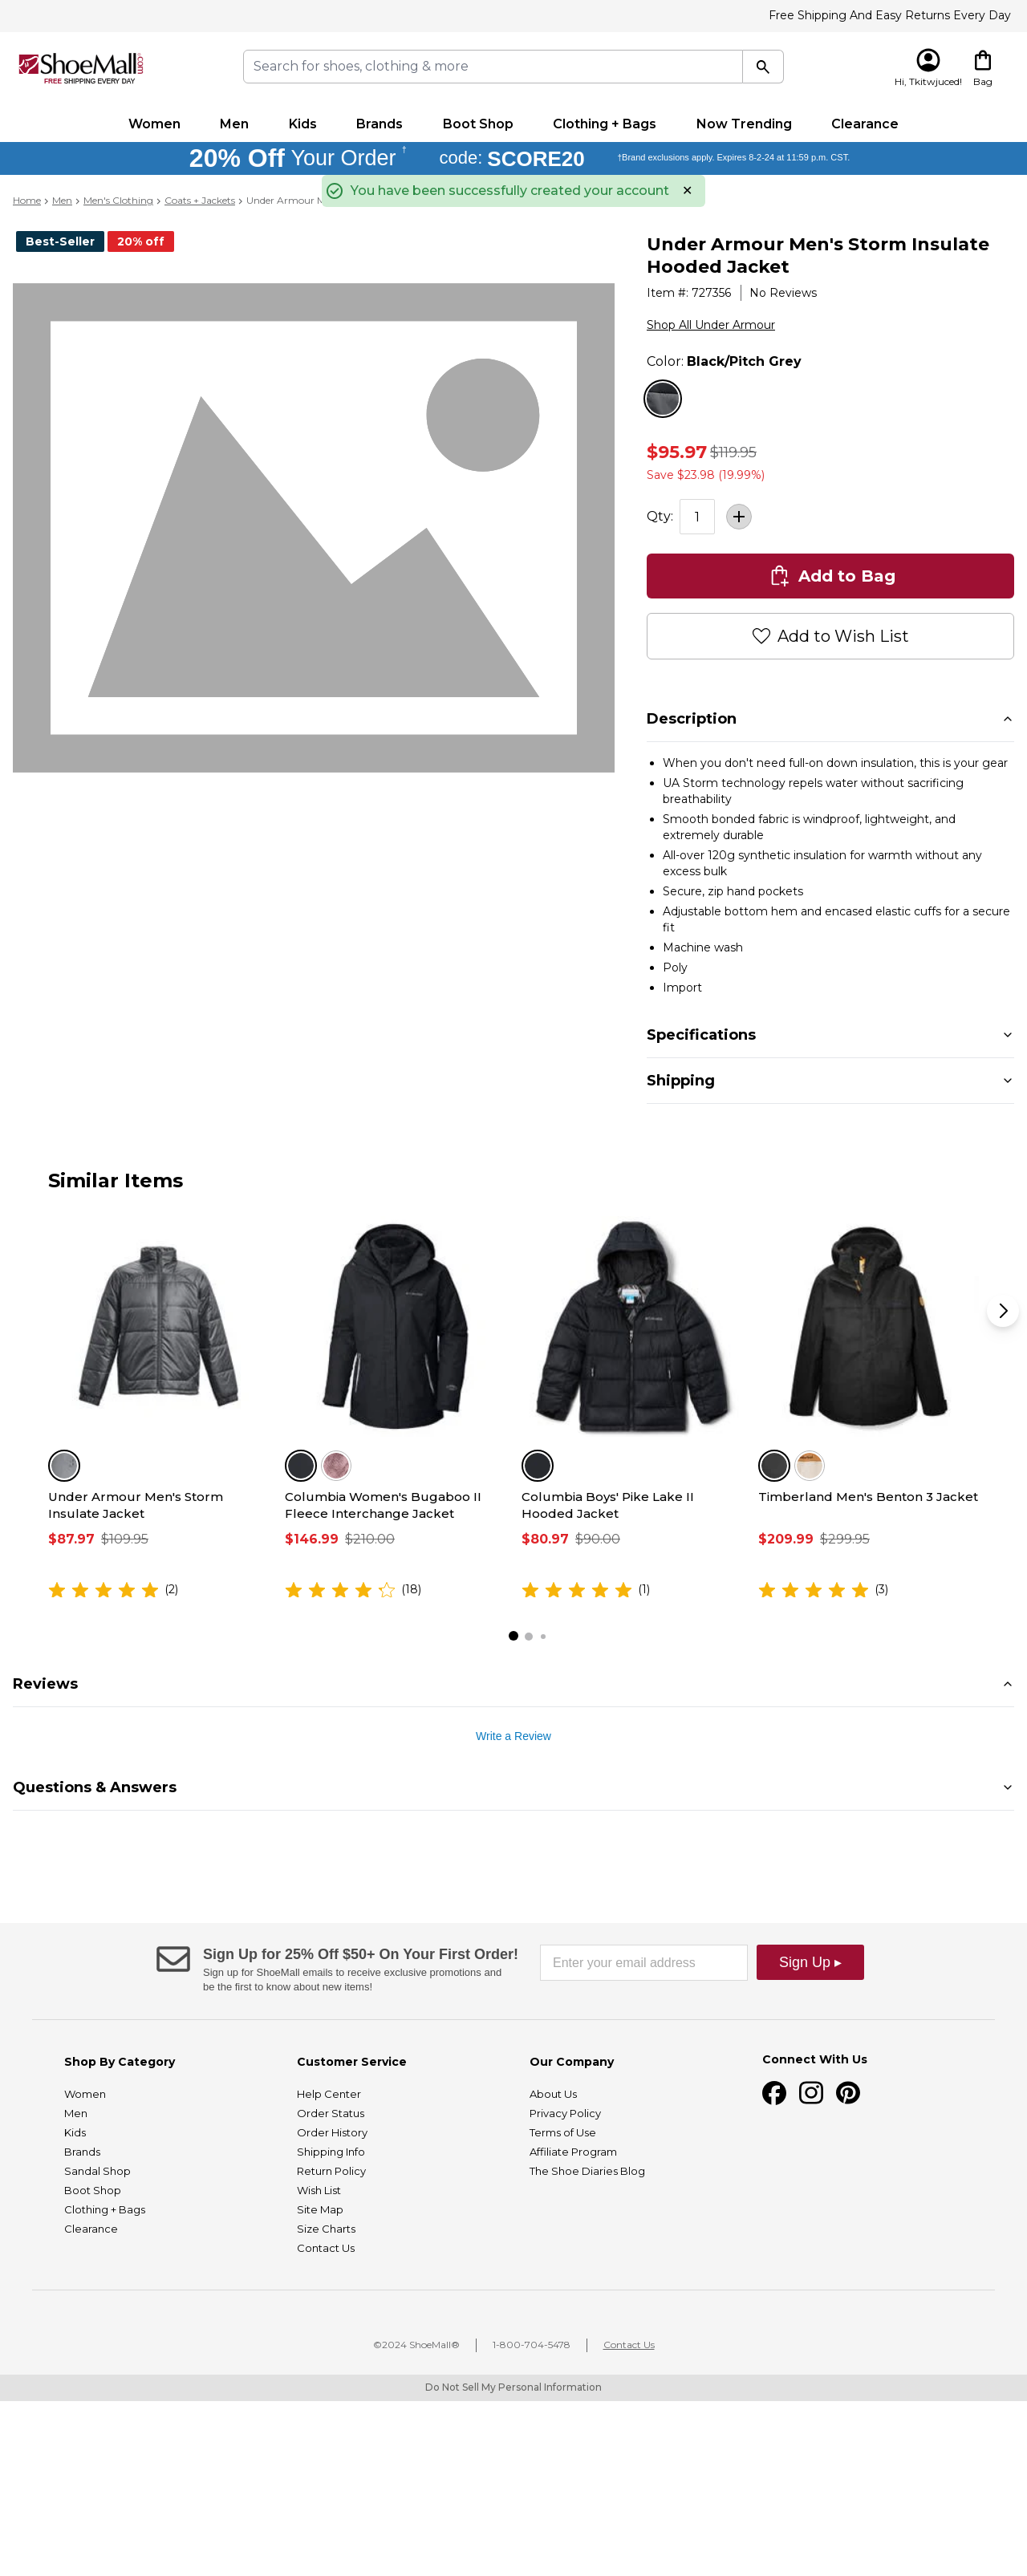 Free Shipping And Easy Returns Every Day
ShoeMall.com
FREE SHIPPING EVERY DAY
Search for shoes, clothing & more
Hi, Tkitwjuced!
Bag
Women Men Kids Brands Boot Shop Clothing + Bags Now Trending Clearance
20% Off Your Order † code: SCORE20 †Brand exclusions apply. Expires 8-2-24 at 11:59 p.m. CST.
You have been successfully created your account ✕
Home > Men > Men's Clothing > Coats + Jackets > Under Armour M
Best-Seller 20% off
Under Armour Men's Storm Insulate
Hooded Jacket
Item #: 727356 | No Reviews
Shop All Under Armour
Color: Black/Pitch Grey
$95.97 $119.95
Save $23.98 (19.99%)
Qty: 1 +
Add to Bag
Add to Wish List
Description
• When you don't need full-on down insulation, this is your gear
• UA Storm technology repels water without sacrificing
breathability
• Smooth bonded fabric is windproof, lightweight, and
extremely durable
• All-over 120g synthetic insulation for warmth without any
excess bulk
• Secure, zip hand pockets
• Adjustable bottom hem and encased elastic cuffs for a secure
fit
• Machine wash
• Poly
• Import
Specifications
Shipping
Similar Items
Under Armour Men's Storm
Insulate Jacket
$87.97 $109.95
(2)
Columbia Women's Bugaboo II
Fleece Interchange Jacket
$146.99 $210.00
(18)
Columbia Boys' Pike Lake II
Hooded Jacket
$80.97 $90.00
(1)
Timberland Men's Benton 3 Jacket
$209.99 $299.95
(3)
Reviews
Write a Review
Questions & Answers
Sign Up for 25% Off $50+ On Your First Order!
Sign up for ShoeMall emails to receive exclusive promotions and
be the first to know about new items!
Enter your email address
Sign Up ▸
Shop By Category
Women
Men
Kids
Brands
Sandal Shop
Boot Shop
Clothing + Bags
Clearance
Customer Service
Help Center
Order Status
Order History
Shipping Info
Return Policy
Wish List
Site Map
Size Charts
Contact Us
Our Company
About Us
Privacy Policy
Terms of Use
Affiliate Program
The Shoe Diaries Blog
Connect With Us
©2024 ShoeMall® | 1-800-704-5478 | Contact Us
Do Not Sell My Personal Information